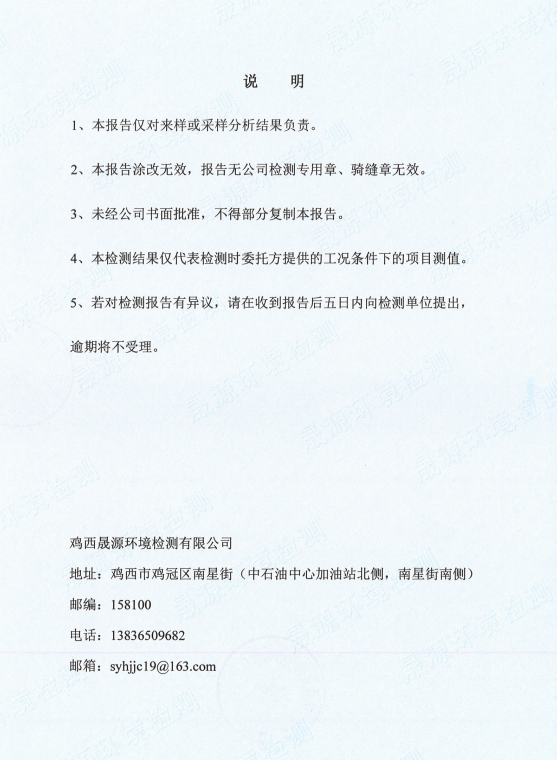 说 明
1、本报告仅对来样或采样分析结果负责。
2、本报告涂改无效，报告无公司检测专用章、骑缝章无效。
3、未经公司书面批准，不得部分复制本报告。
4、本检测结果仅代表检测时委托方提供的工况条件下的项目测值。
5、若对检测报告有异议，请在收到报告后五日内向检测单位提出，
逾期将不受理。
鸡西晟源环境检测有限公司
地址：鸡西市鸡冠区南星街（中石油中心加油站北侧，南星街南侧）
邮编：158100
电话：13836509682
邮箱：syhjjc19@163.com